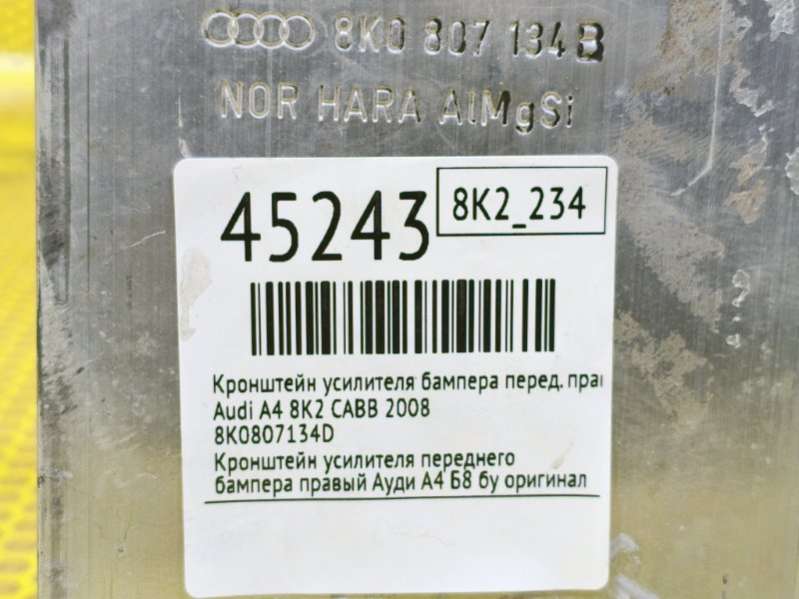 8K0 807 134B
NOR HARA AlMgSi
45243
8K2_234
Кронштейн усилителя бампера перед. пра
Audi A4 8K2 CABB 2008
8K0807134D
Кронштейн усилителя переднего
бампера правый Ауди А4 Б8 бу оригинал